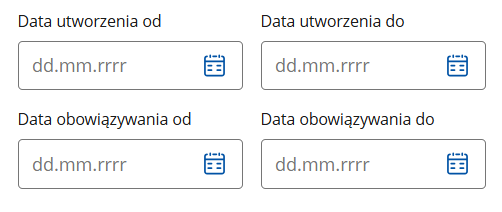 Data utworzenia od
Data utworzenia do
dd.mm.rrrr
dd.mm.rrrr
Data obowiązywania od
Data obowiązywania do
dd.mm.rrrr
dd.mm.rrrr